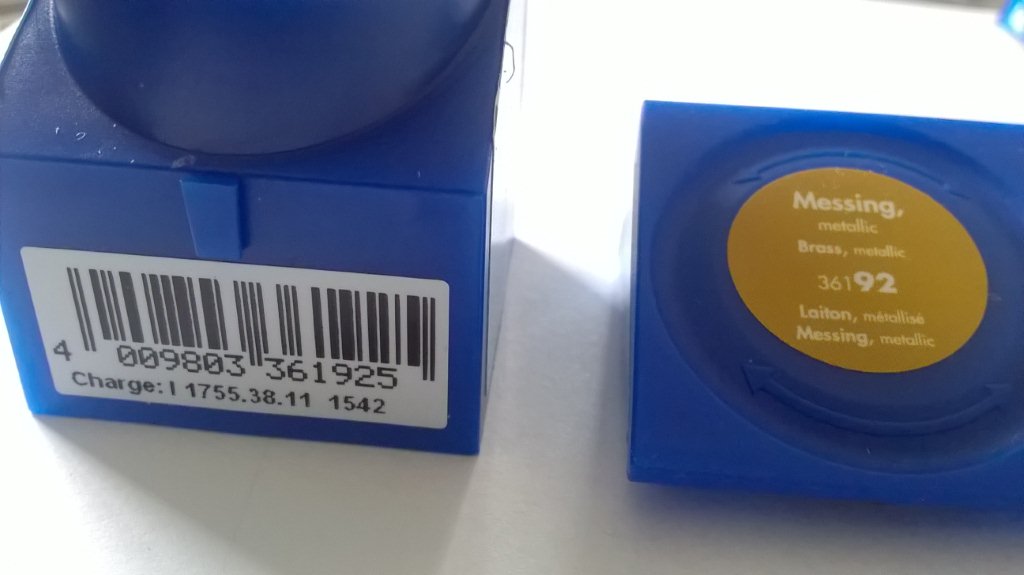 4 009803 361925
Charge: I 1755.38.11 1542
Messing,
metallic
Brass, metallic
36192
Laiton, métallisé
Messing, metallic